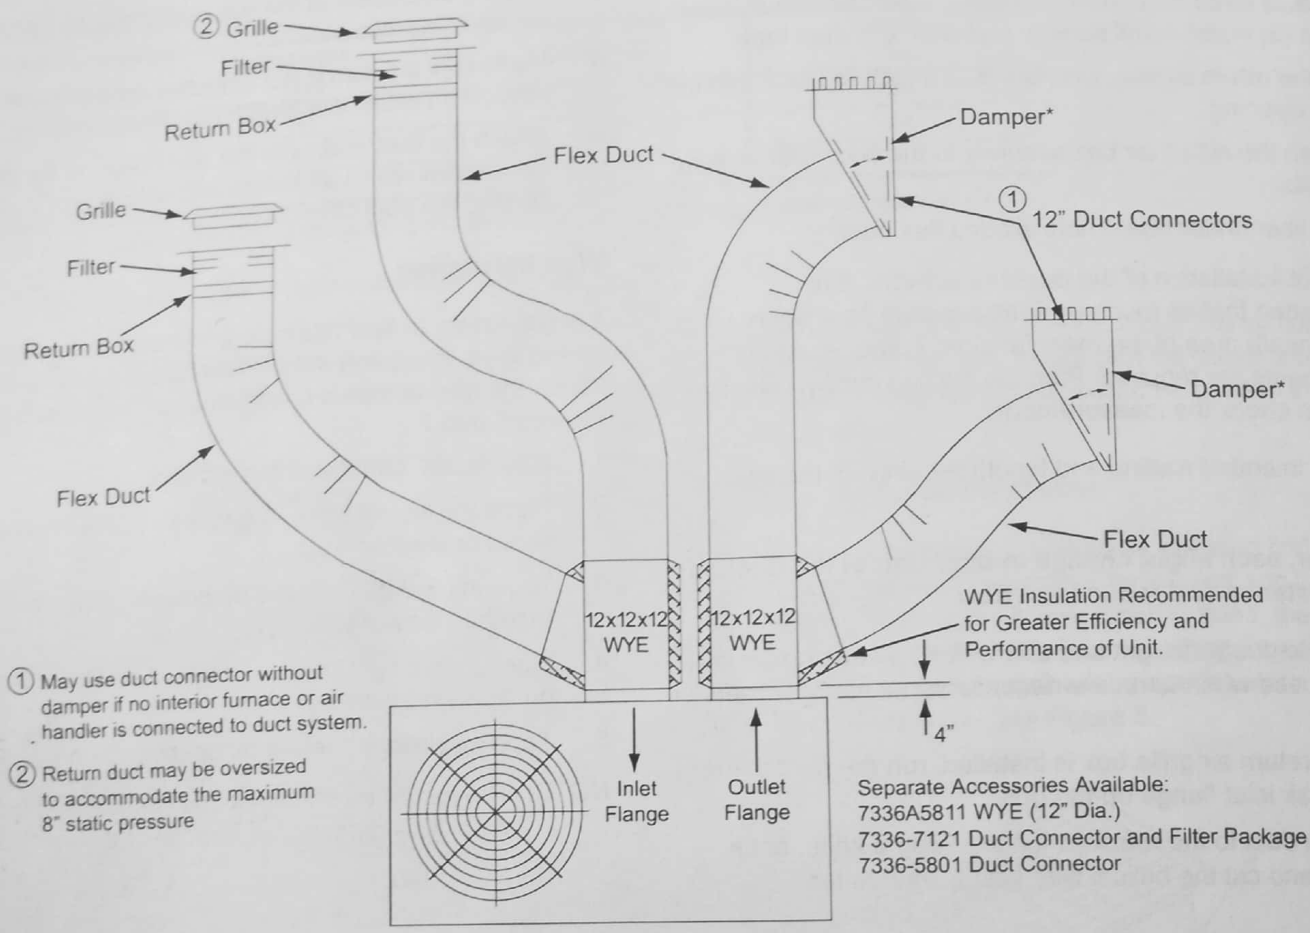 ② Grille
Filter
Return Box
Flex Duct
Damper*
① 12" Duct Connectors
Grille
Filter
Return Box
Flex Duct
Damper*
Flex Duct
12x12x12
WYE
12x12x12
WYE
WYE Insulation Recommended
for Greater Efficiency and
Performance of Unit.
4"
① May use duct connector without
damper if no interior furnace or air
handler is connected to duct system.
② Return duct may be oversized
to accommodate the maximum
8" static pressure
Inlet
Flange
Outlet
Flange
Separate Accessories Available:
7336A5811 WYE (12" Dia.)
7336-7121 Duct Connector and Filter Package
7336-5801 Duct Connector